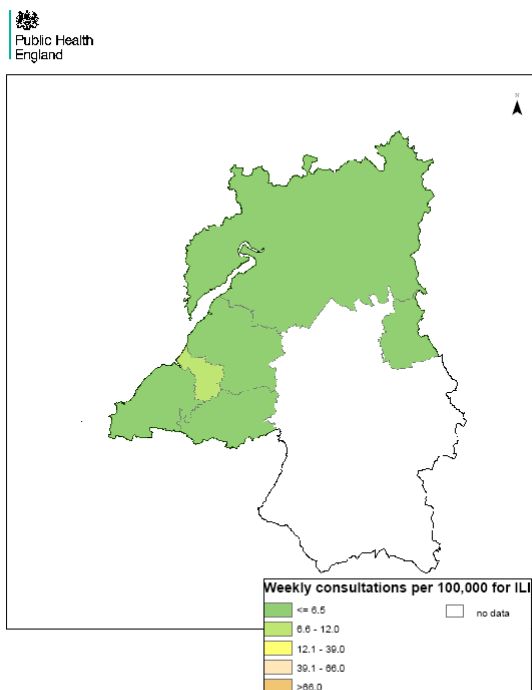 Public Health
England
N
Weekly consultations per 100,000 for ILI
<= 6.5
6.6 - 12.0
12.1 - 39.0
39.1 - 66.0
>66.0
no data